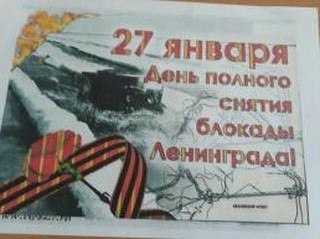 27 января
День полного
снятия
блокады
Ленинграда!